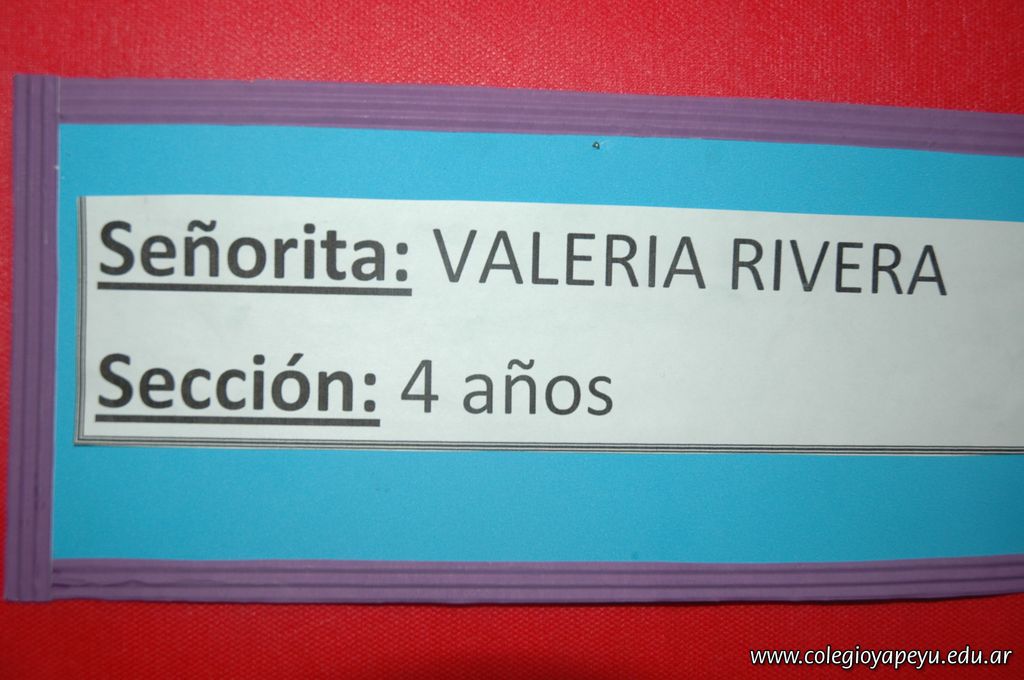 Señorita: VALERIA RIVERA
Sección: 4 años
www.colegioyapeyu.edu.ar